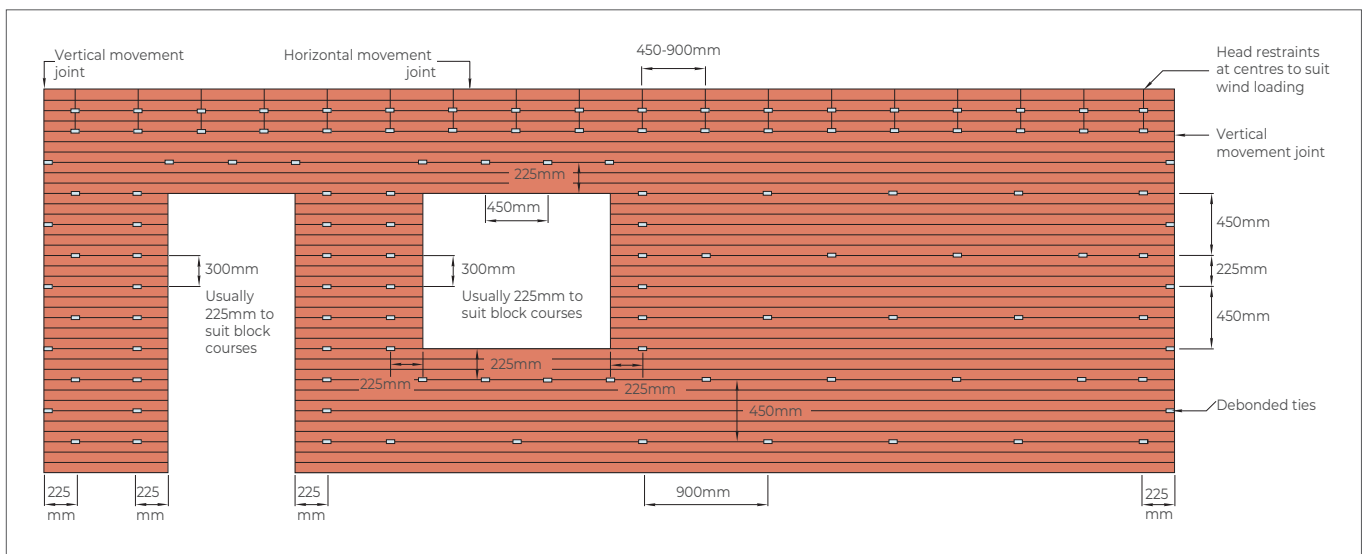 Vertical movement
joint
Horizontal movement
joint
450-900mm
Head restraints
at centres to suit
wind loading
Vertical
movement joint
225mm
450mm
450mm
300mm
Usually
225mm to
suit block
courses
300mm
Usually 225mm to
suit block courses
225mm
450mm
225mm
225mm
225mm
450mm
Debonded ties
225
mm
225
mm
225
mm
900mm
225
mm